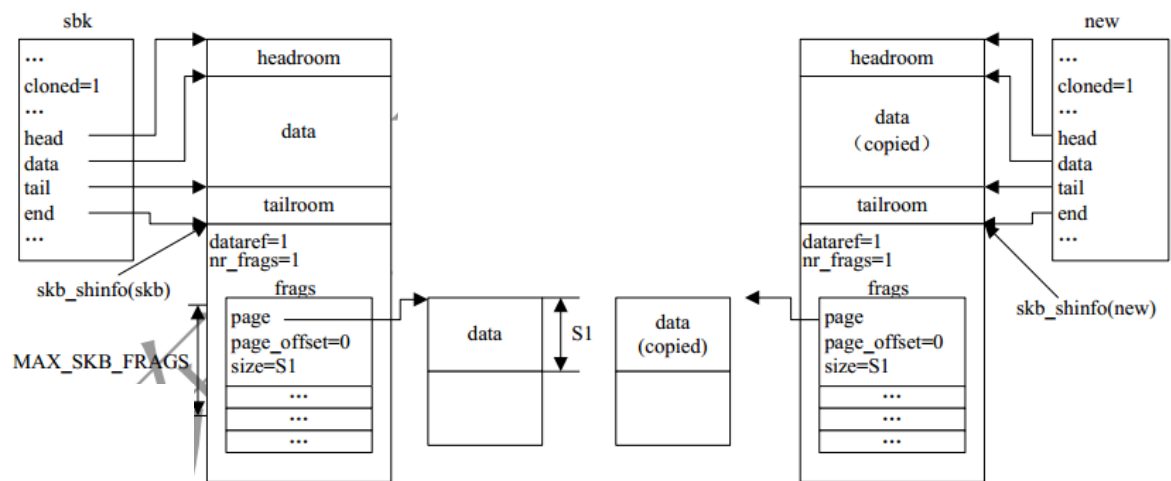 sbk
…
cloned=1
…
head
data
tail
end
…
skb_shinfo(skb)
MAX_SKB_FRAGS
headroom
data
tailroom
dataref=1
nr_frags=1
frags
page
page_offset=0
size=S1
…
…
…
data
S1
data
(copied)
headroom
data
（copied）
tailroom
dataref=1
nr_frags=1
frags
page
page_offset=0
size=S1
…
…
…
new
…
cloned=1
…
head
data
tail
end
…
skb_shinfo(new)